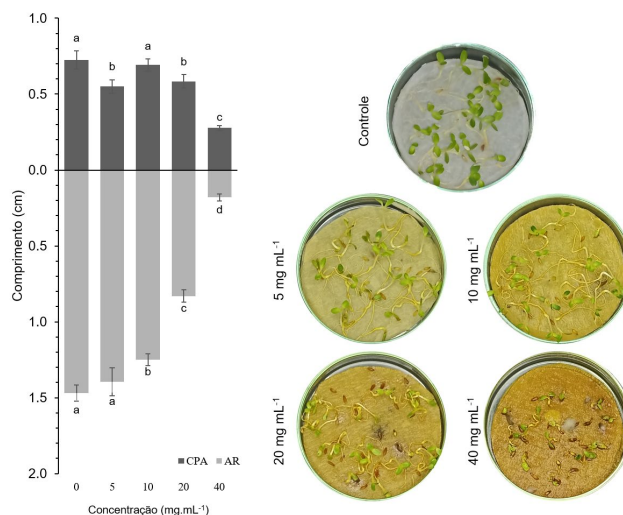 1.0
0.5
0.0
0.5
1.0
1.5
2.0
Comprimento (cm)
a
b
a
b
c
a
a
b
c
d
CPA AR
0 5 10 20 40
Concentração (mg.mL⁻¹)
Controle
5 mg mL⁻¹
10 mg mL⁻¹
20 mg mL⁻¹
40 mg mL⁻¹